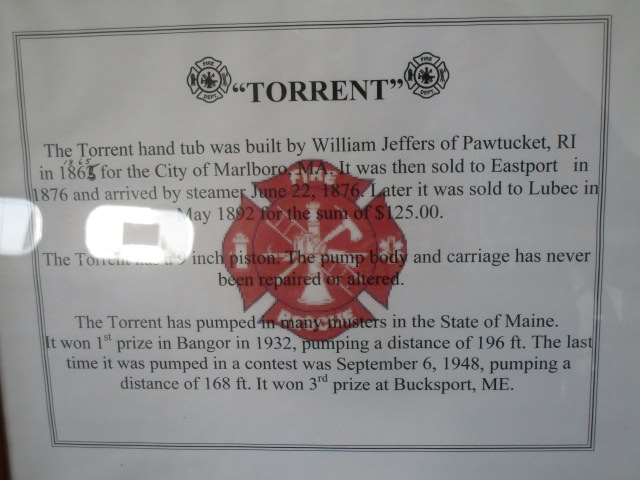 FIRE DEPT.
"TORRENT"
FIRE DEPT.
The Torrent hand tub was built by William Jeffers of Pawtucket, RI
1865
in 1865 for the City of Marlboro, MA. It was then sold to Eastport in
1876 and arrived by steamer June 22, 1876. Later it was sold to Lubec in
May 1892 for the sum of $125.00.
The Torrent has a 9 inch piston. The pump body and carriage has never
been repaired or altered.
The Torrent has pumped in many musters in the State of Maine.
It won 1st prize in Bangor in 1932, pumping a distance of 196 ft. The last
time it was pumped in a contest was September 6, 1948, pumping a
distance of 168 ft. It won 3rd prize at Bucksport, ME.
FIRE
RESCUE